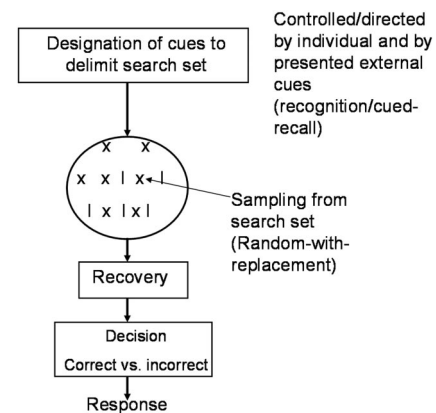 Designation of cues to
delimit search set
Controlled/directed
by individual and by
presented external
cues
(recognition/cued-
recall)
x x
x x l x l
l x l x l
Sampling from
search set
(Random-with-
replacement)
Recovery
Decision
Correct vs. incorrect
Response